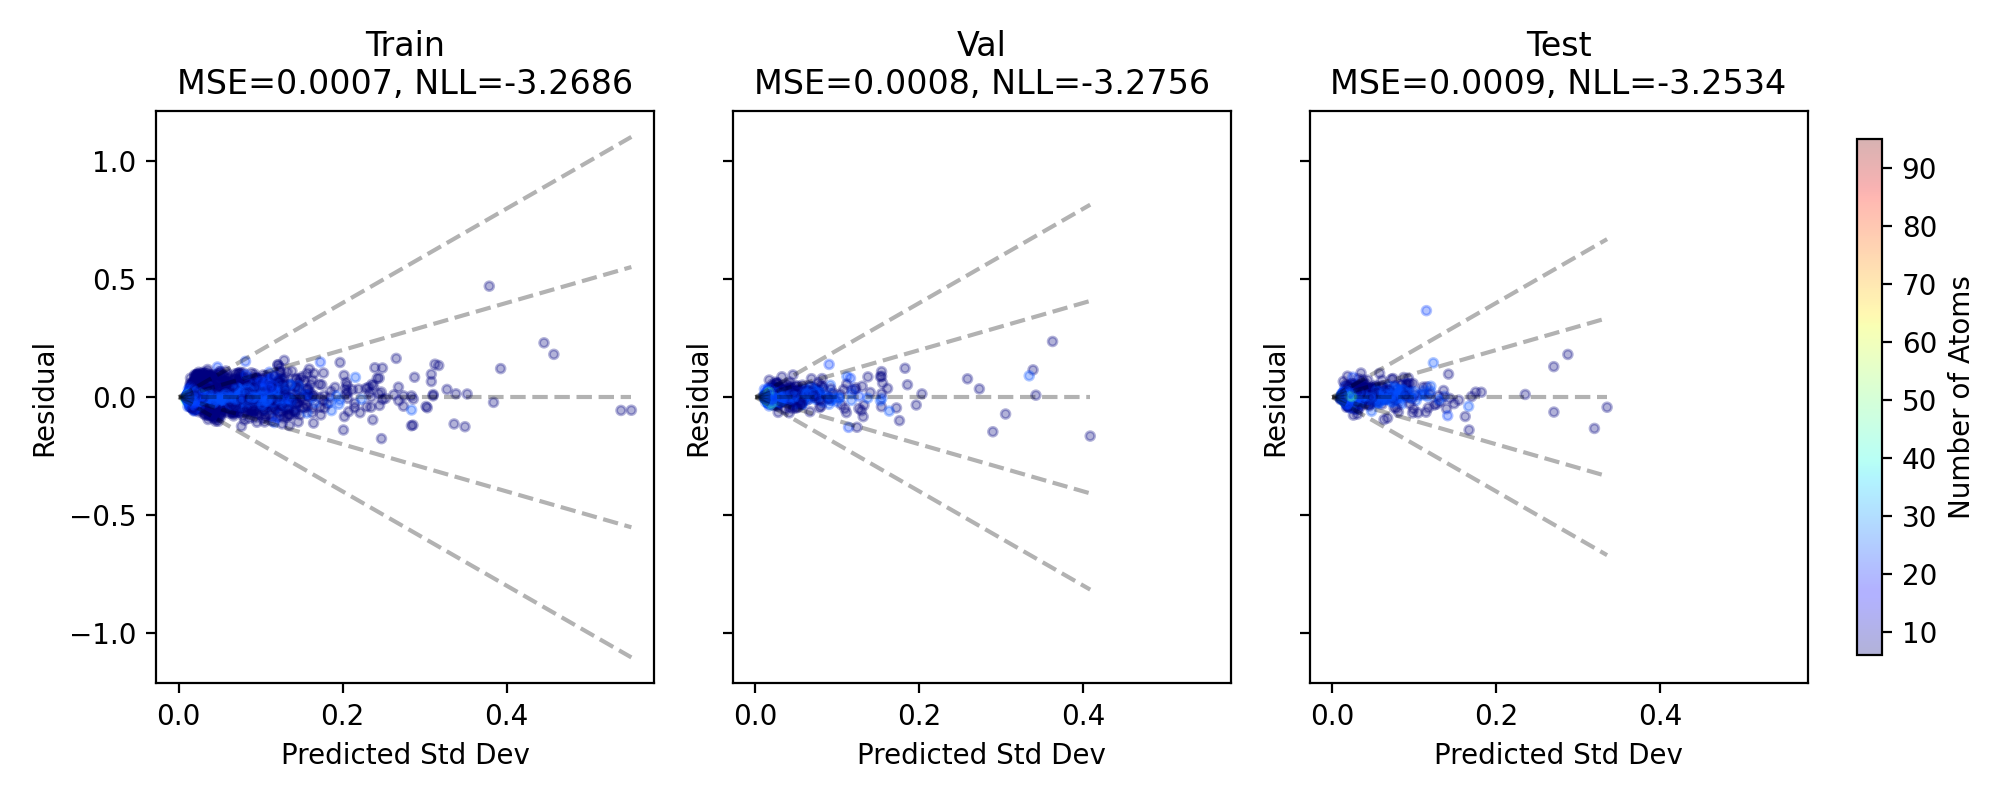 Train
MSE=0.0007, NLL=-3.2686
Val
MSE=0.0008, NLL=-3.2756
Test
MSE=0.0009, NLL=-3.2534
1.0
0.5
0.0
−0.5
−1.0
Residual
0.0 0.2 0.4
Predicted Std Dev
Residual
0.0 0.2 0.4
Predicted Std Dev
Residual
0.0 0.2 0.4
Predicted Std Dev
90
80
70
60
50
40
30
20
10
Number of Atoms